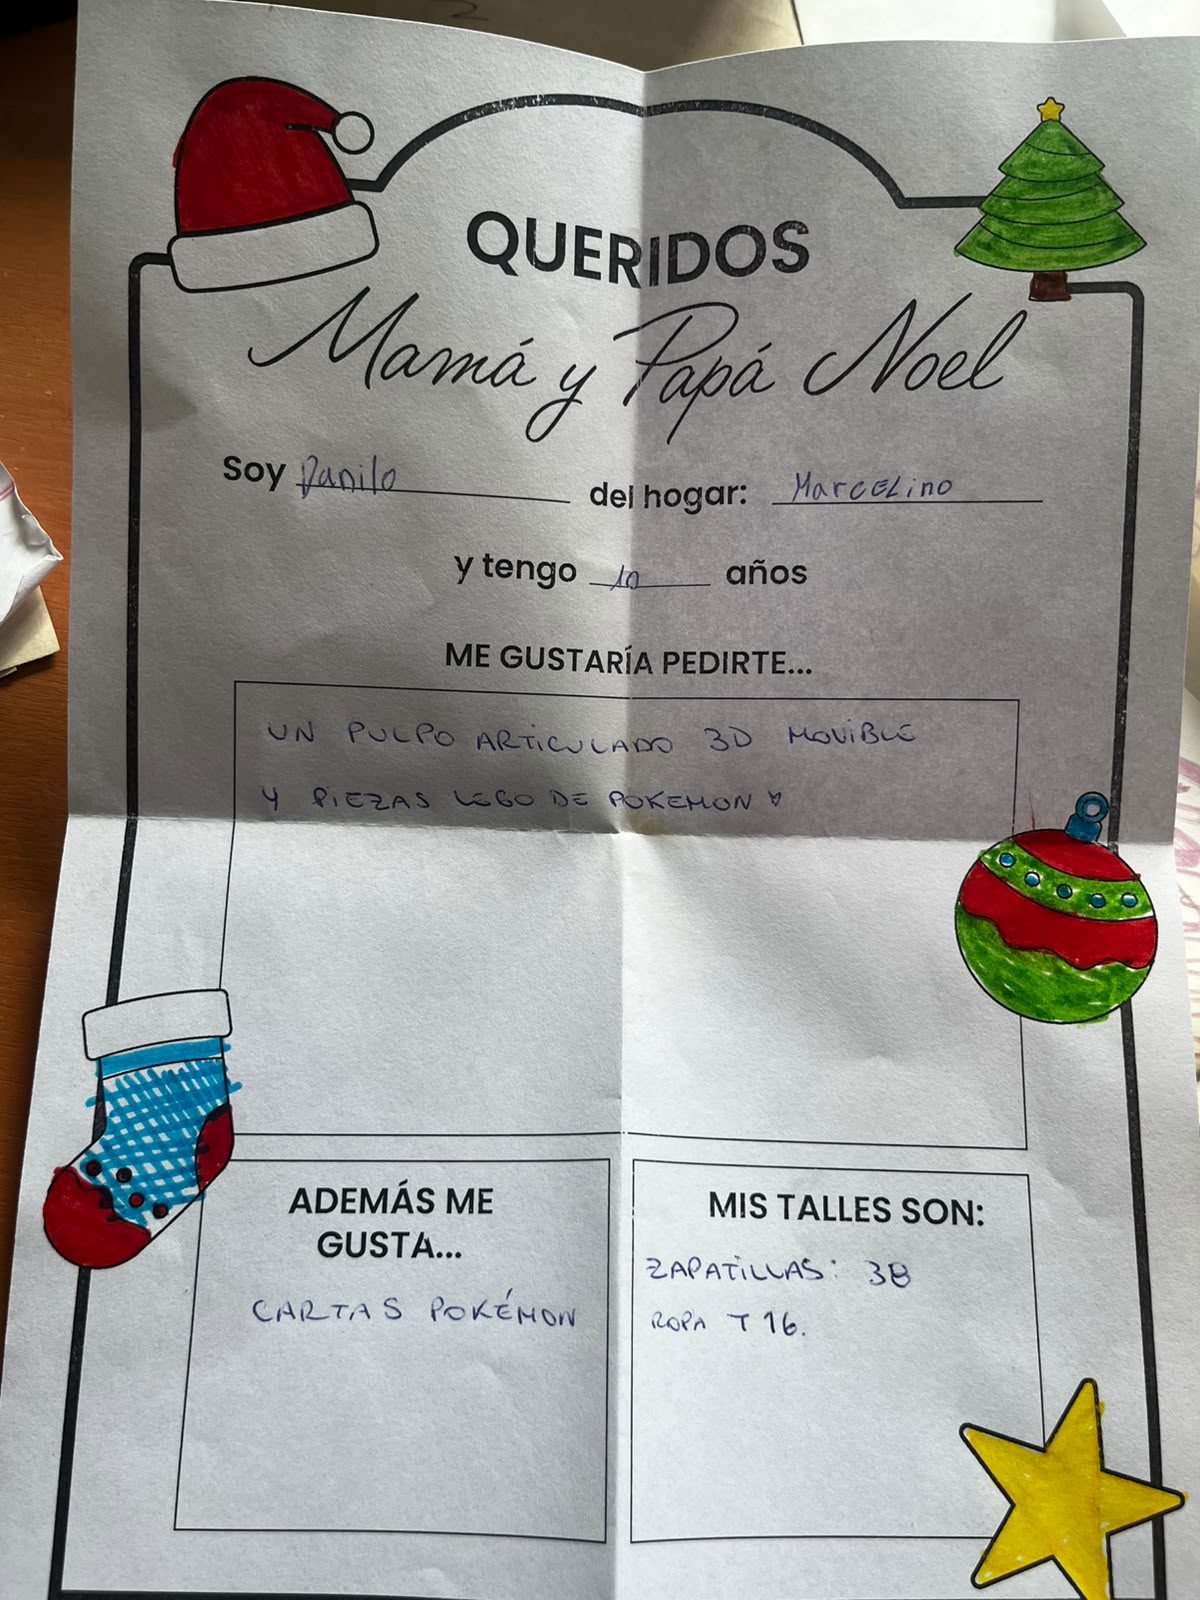 QUERIDOS
Mamá y Papá Noel
Soy Danilo del hogar: Marcelino
y tengo 10 años
ME GUSTARÍA PEDIRTE...
UN PULPO ARTICULADO 3D MOVIBLE
Y PIEZAS LEGO DE POKEMON
ADEMÁS ME
GUSTA...
CARTAS POKÉMON
MIS TALLES SON:
ZAPATILLAS: 38
ROPA T 16.